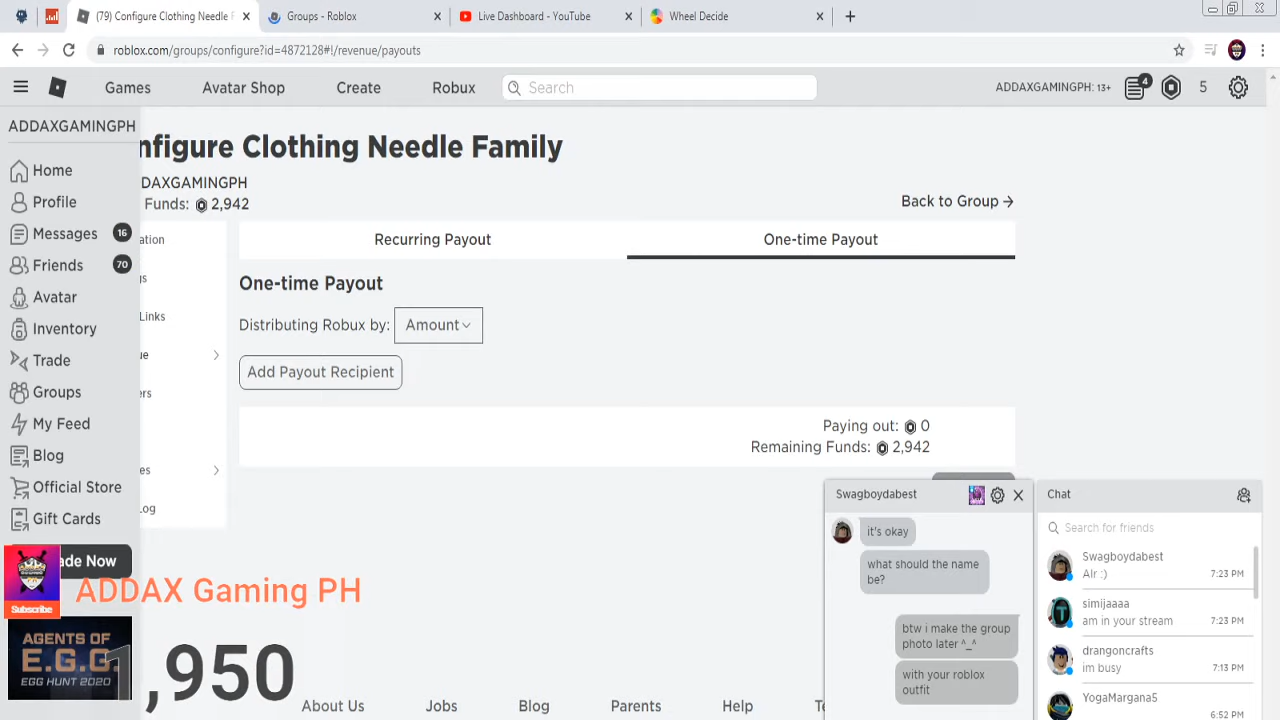 (79) Configure Clothing Needle F
Groups - Roblox
Live Dashboard - YouTube
Wheel Decide
roblox.com/groups/configure?id=4872128#!/revenue/payouts
Games
Avatar Shop
Create
Robux
Search
ADDAXGAMINGPH: 13+
4
5
ADDAXGAMINGPH
Home
Profile
Messages 16
Friends 70
Avatar
Inventory
Trade
Groups
My Feed
Blog
Official Store
Gift Cards
ade Now
Subscribe
ADDAX Gaming PH
AGENTS OF
E.G.G.
EGG HUNT 2020
1,950
nfigure Clothing Needle Family
DAXGAMINGPH
Funds: 2,942
Back to Group
ation
gs
Links
ue
ers
es
og
Recurring Payout
One-time Payout
One-time Payout
Distributing Robux by: Amount
Add Payout Recipient
Paying out: 0
Remaining Funds: 2,942
Swagboydabest
it's okay
what should the name
be?
btw i make the group
photo later ^_^
with your roblox
outfit
Chat
Search for friends
Swagboydabest
Alr :) 7:23 PM
simijaaaa
am in your stream 7:23 PM
drangoncrafts
im busy 7:13 PM
YogaMargana5
6:52 PM
About Us
Jobs
Blog
Parents
Help
Te